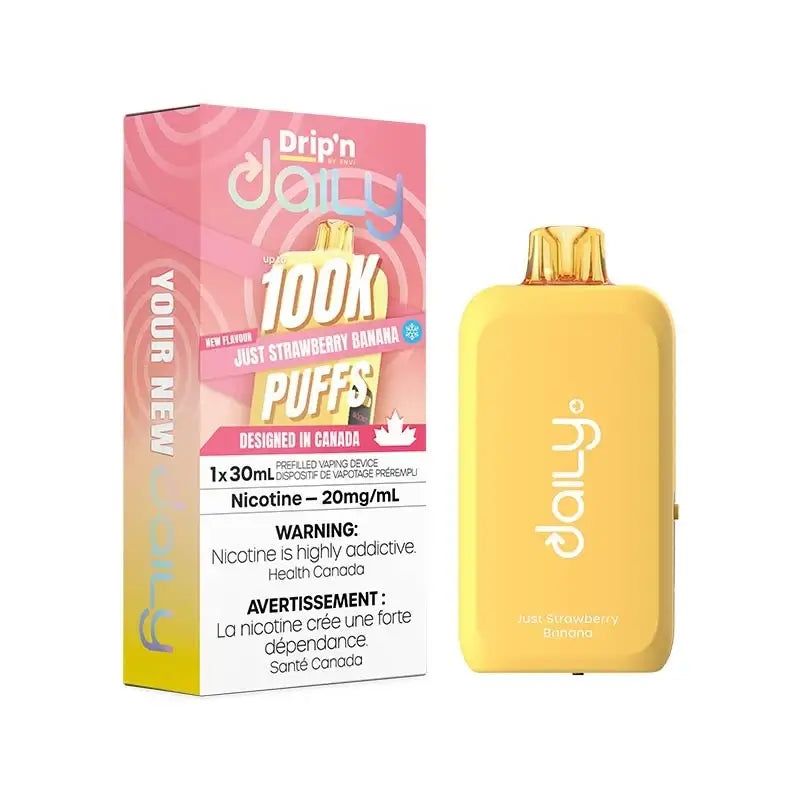 Drip'n
BY ENVI
daily
up to
100K
NEW FLAVOUR
JUST STRAWBERRY BANANA
PUFFS
DESIGNED IN CANADA
1x30mL PREFILLED VAPING DEVICE
DISPOSITIF DE VAPOTAGE PRÉREMPLI
Nicotine – 20mg/mL
WARNING:
Nicotine is highly addictive.
Health Canada
AVERTISSEMENT :
La nicotine crée une forte
dépendance.
Santé Canada
YOUR NEW daily
daily
Just Strawberry
Banana